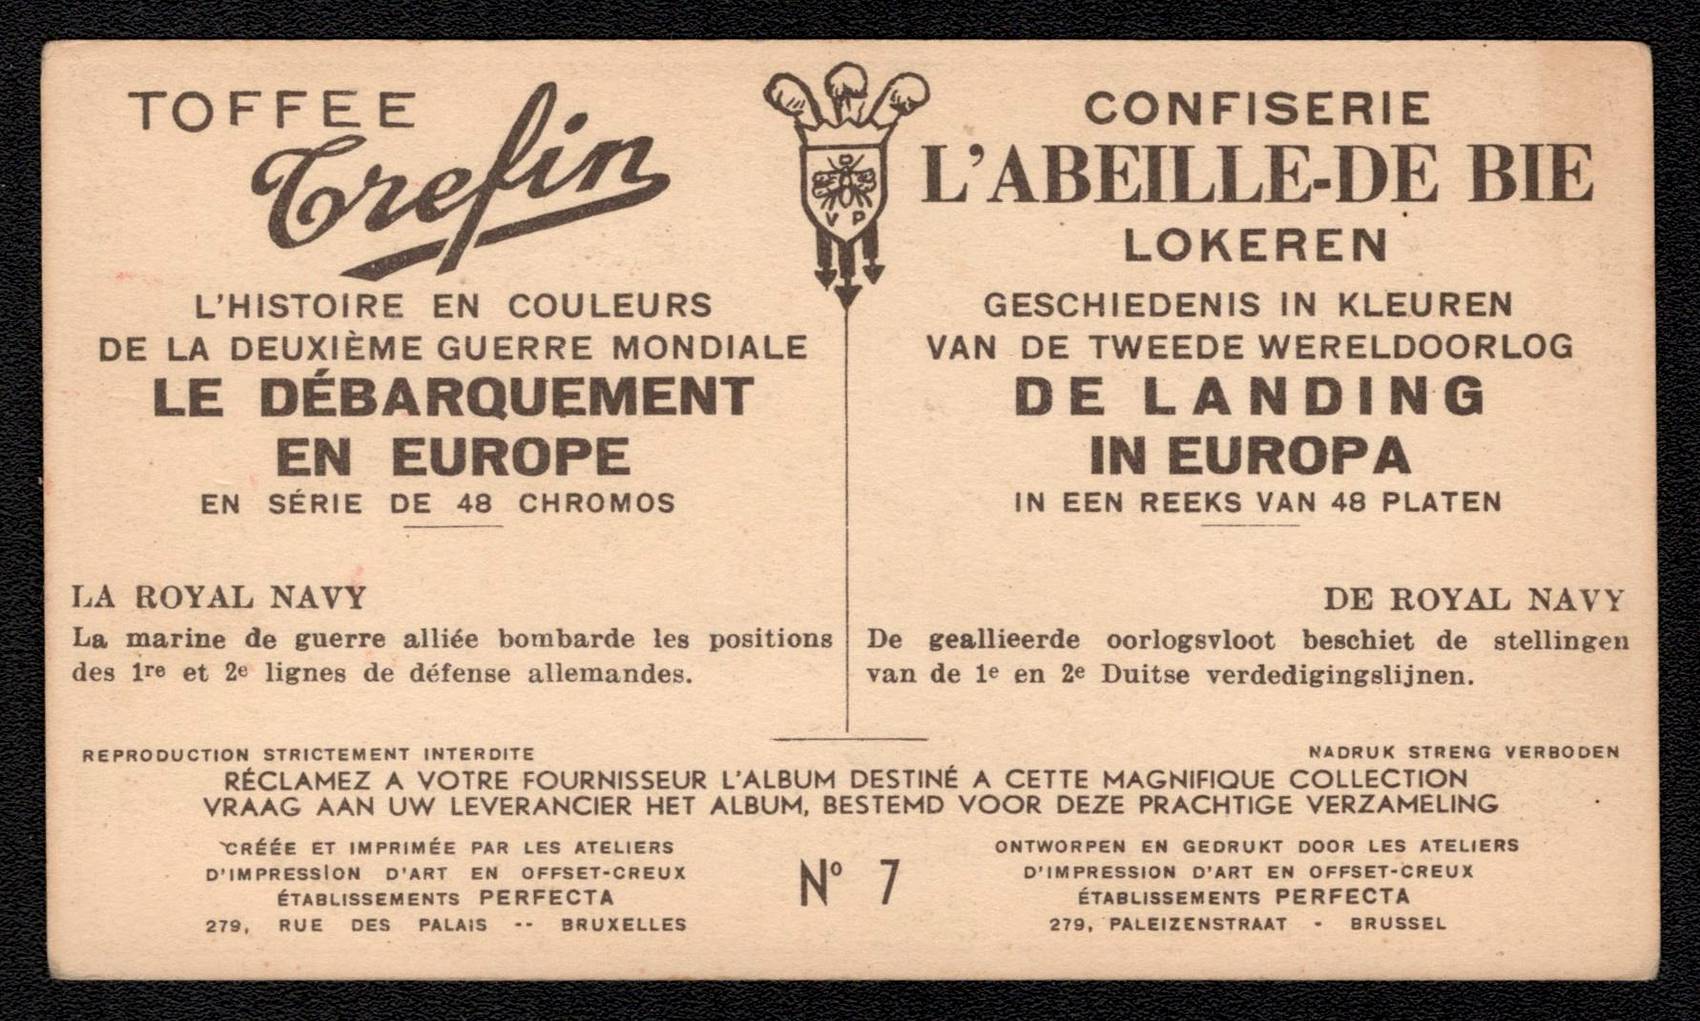 TOFFEE
Trefin
L'HISTOIRE EN COULEURS
DE LA DEUXIÈME GUERRE MONDIALE
LE DÉBARQUEMENT
EN EUROPE
EN SÉRIE DE 48 CHROMOS
V P
CONFISERIE
L'ABEILLE-DE BIE
LOKEREN
GESCHIEDENIS IN KLEUREN
VAN DE TWEEDE WERELDOORLOG
DE LANDING
IN EUROPA
IN EEN REEKS VAN 48 PLATEN
LA ROYAL NAVY
La marine de guerre alliée bombarde les positions
des 1re et 2e lignes de défense allemandes.
DE ROYAL NAVY
De geallieerde oorlogsvloot beschiet de stellingen
van de 1e en 2e Duitse verdedigingslijnen.
REPRODUCTION STRICTEMENT INTERDITE
NADRUK STRENG VERBODEN
RÉCLAMEZ A VOTRE FOURNISSEUR L'ALBUM DESTINÉ A CETTE MAGNIFIQUE COLLECTION
VRAAG AAN UW LEVERANCIER HET ALBUM, BESTEMD VOOR DEZE PRACHTIGE VERZAMELING
CRÉÉE ET IMPRIMÉE PAR LES ATELIERS
D'IMPRESSION D'ART EN OFFSET-CREUX
ÉTABLISSEMENTS PERFECTA
279, RUE DES PALAIS -- BRUXELLES
Nº 7
ONTWORPEN EN GEDRUKT DOOR LES ATELIERS
D'IMPRESSION D'ART EN OFFSET-CREUX
ÉTABLISSEMENTS PERFECTA
279, PALEIZENSTRAAT - BRUSSEL